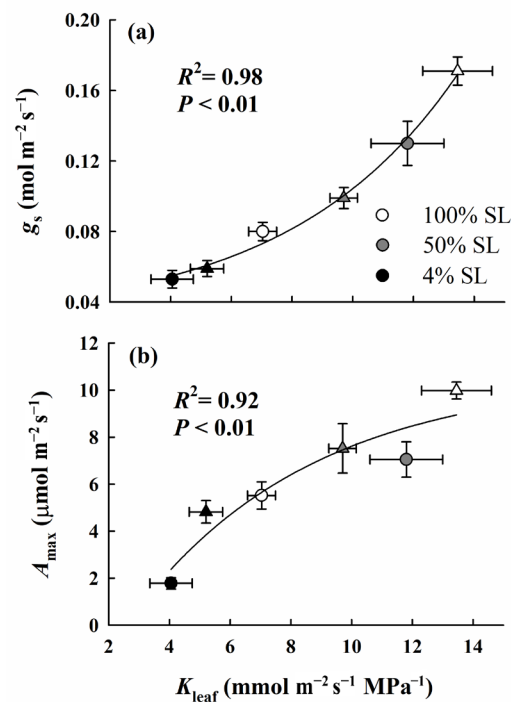 (a)
R²= 0.98
P < 0.01
0.20
0.16
0.12
0.08
0.04
gs (mol m⁻² s⁻¹)
100% SL
50% SL
4% SL
(b)
R²= 0.92
P < 0.01
12
10
8
6
4
2
0
Amax (μmol m⁻² s⁻¹)
2 4 6 8 10 12 14
Kleaf (mmol m⁻² s⁻¹ MPa⁻¹)